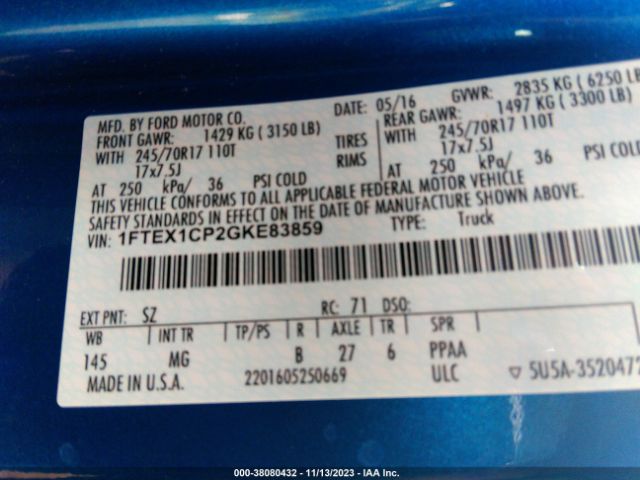 MFD. BY FORD MOTOR CO. DATE: 05/16 GVWR: 2835 KG ( 6250 LB
FRONT GAWR: 1429 KG ( 3150 LB) REAR GAWR: 1497 KG ( 3300 LB)
WITH 245/70R17 110T TIRES WITH 245/70R17 110T
17x7.5J RIMS 17x7.5J
AT 250 kPa/ 36 PSI COLD AT 250 kPa/ 36 PSI COL
THIS VEHICLE CONFORMS TO ALL APPLICABLE FEDERAL MOTOR VEHICLE
SAFETY STANDARDS IN EFFECT ON THE DATE OF MANUFACTURE SHOWN ABOVE.
VIN: 1FTEX1CP2GKE83859 TYPE: Truck
EXT PNT: SZ RC: 71 DSO:
WB INT TR TP/PS R AXLE TR SPR
145 MG B 27 6 PPAA
MADE IN U.S.A. 2201605250669 ULC ▽ 5U5A-3520472
000-38080432 - 11/13/2023 - IAA Inc.